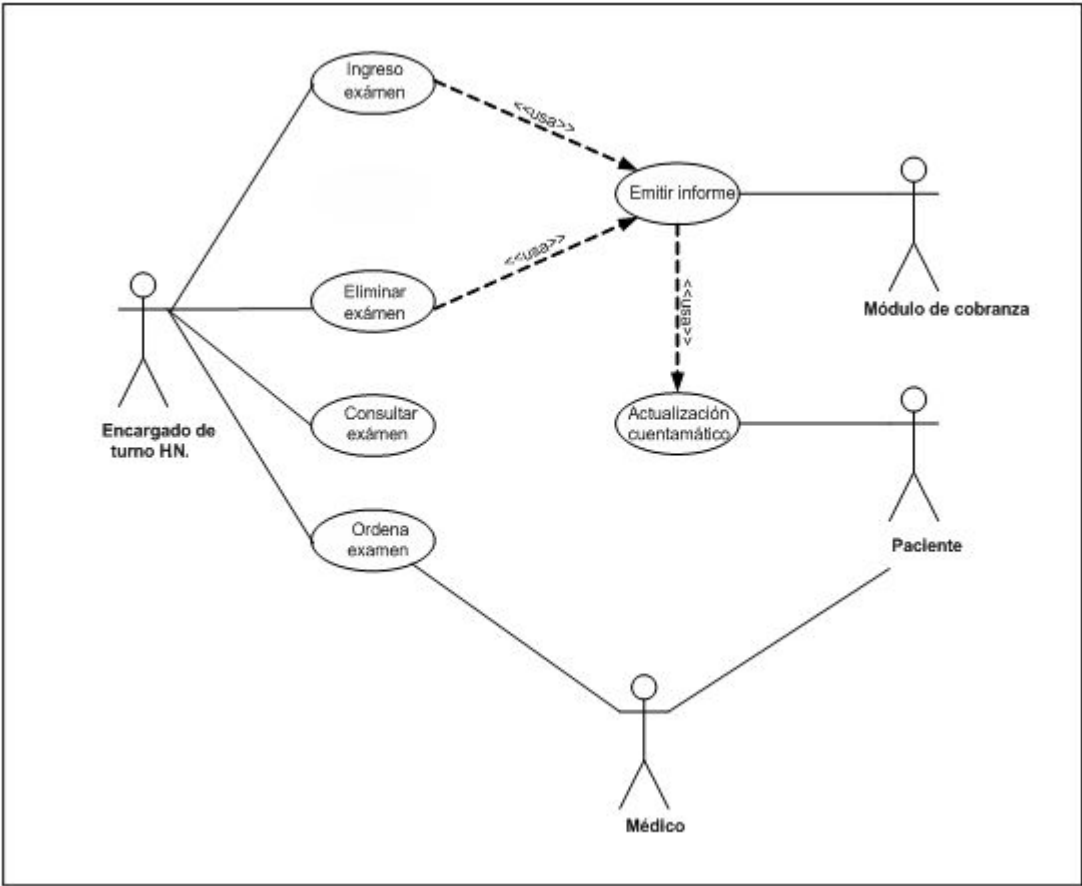 Ingreso
exámen
<<usa>>
Emitir informe
Módulo de cobranza
<<usa>>
Eliminar
exámen
<<usa>>
Encargado de
turno HN.
Consultar
exámen
Actualización
cuentamático
Paciente
Ordena
examen
Médico